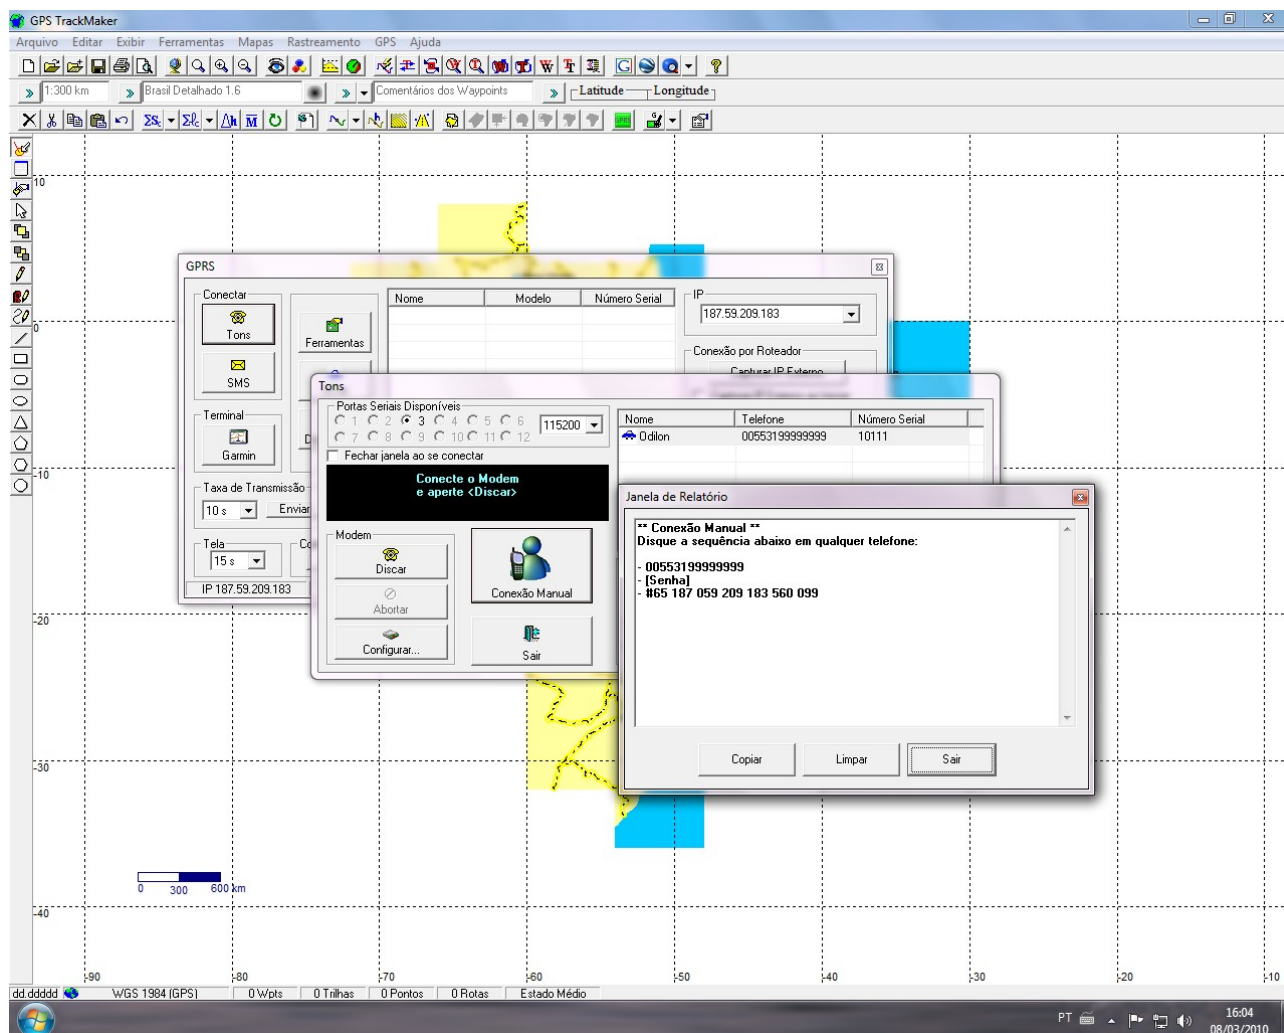 GPS TrackMaker
Arquivo Editar Exibir Ferramentas Mapas Rastreamento GPS Ajuda
1:300 km Brasil Detalhado 1.6 Comentários dos Waypoints Latitude Longitude
10
0
-10
-20
-30
-40
GPRS
Conectar
Tons
SMS
Terminal
Garmin
Taxa de Transmissão
10 s Enviar
Tela
15 s
IP 187.59.209.183
Ferramentas
Nome Modelo Número Serial
IP
187.59.209.183
Conexão por Roteador
Capturar IP Externo
Tons
Portas Seriais Disponíveis
1 2 3 4 5 6
7 8 9 10 11 12
115200
Fechar janela ao se conectar
Conecte o Modem
e aperte <Discar>
Modem
Discar
Abortar
Configurar...
Conexão Manual
Sair
Nome Telefone Número Serial
Odilon 00553199999999 10111
Janela de Relatório
** Conexão Manual **
Disque a sequência abaixo em qualquer telefone:
- 00553199999999
- [Senha]
- #65 187 059 209 183 560 099
Copiar Limpar Sair
0 300 600 km
-90 -80 -70 -60 -50 -40 -30 -20 -10
dd.ddddd WGS 1984 (GPS) 0 Wpts 0 Trilhas 0 Pontos 0 Rotas Estado Médio
PT 16:04
08/03/2010